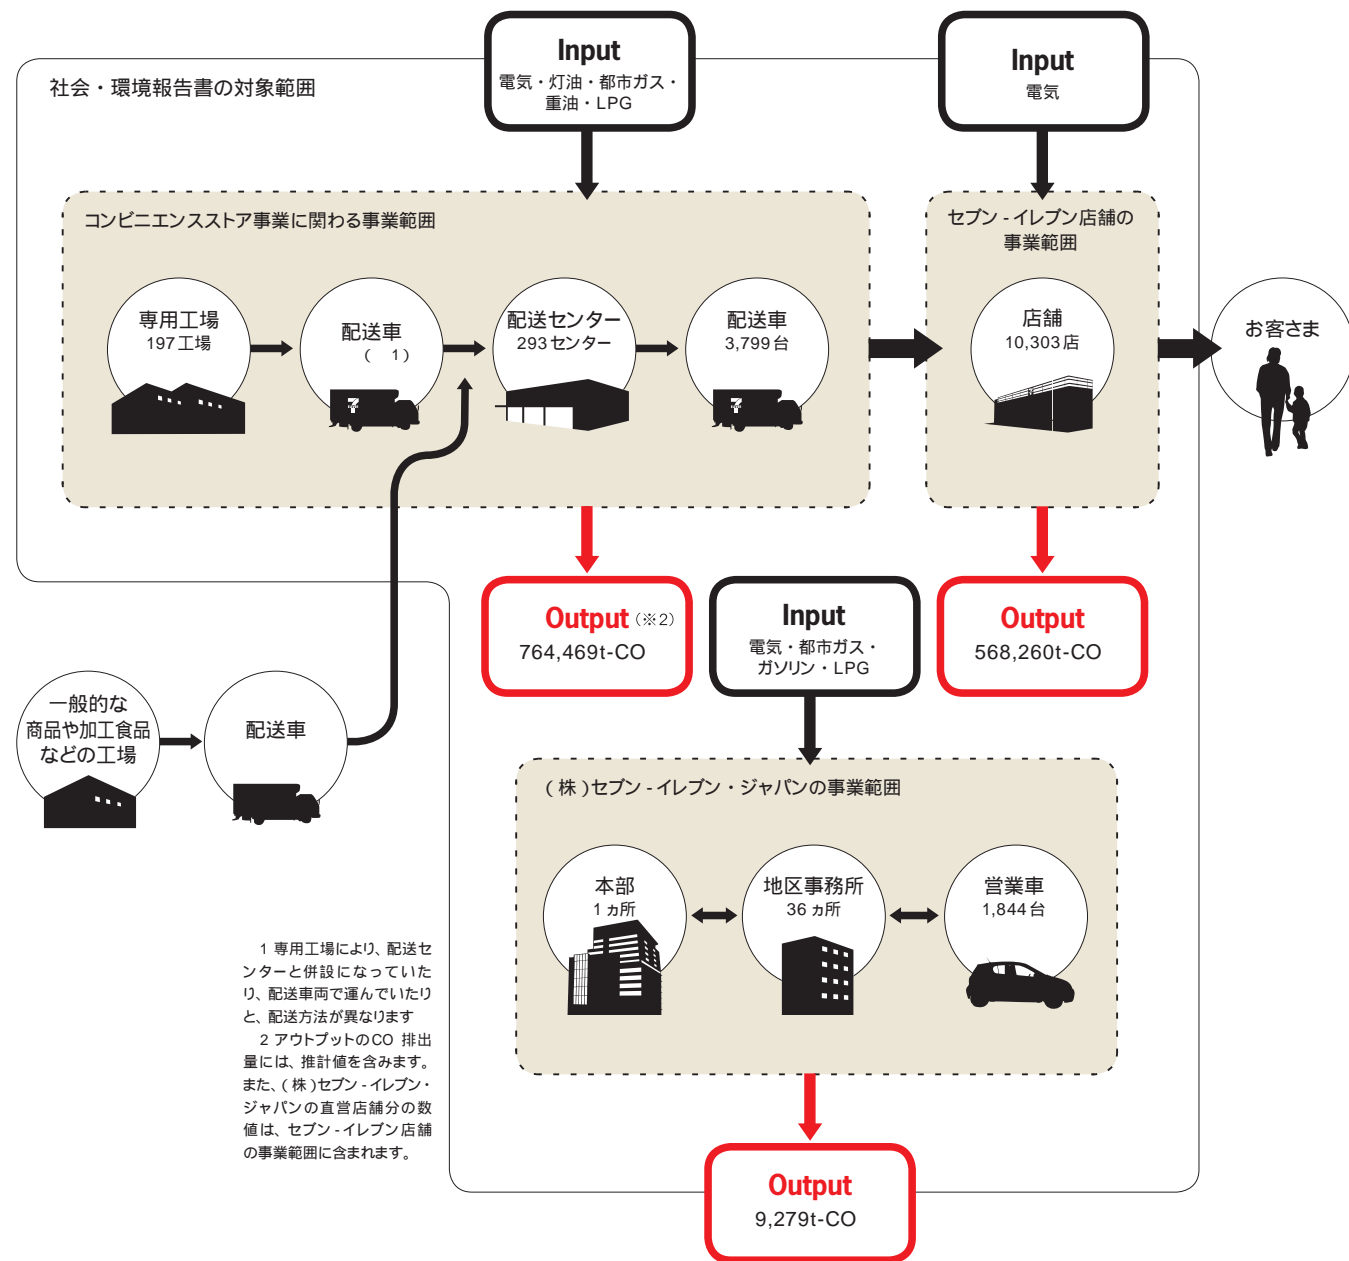 社会・環境報告書の対象範囲
Input
電気・灯油・都市ガス・
重油・LPG
Input
電気
コンビニエンスストア事業に関わる事業範囲
専用工場
197工場
配送車
(　1)
配送センター
293センター
配送車
3,799台
セブン-イレブン店舗の
事業範囲
店舗
10,303店
お客さま
Output(※2)
764,469t-CO
Input
電気・都市ガス・
ガソリン・LPG
Output
568,260t-CO
一般的な
商品や加工食品
などの工場
配送車
(株)セブン-イレブン・ジャパンの事業範囲
本部
1ヵ所
地区事務所
36ヵ所
営業車
1,844台
1 専用工場により、配送セ
ンターと併設になっていた
り、配送車両で運んでいたり
と、配送方法が異なります
2 アウトプットのCO 排出
量には、推計値を含みます。
また、(株)セブン-イレブン・
ジャパンの直営店舗分の数
値は、セブン-イレブン店舗
の事業範囲に含まれます。
Output
9,279t-CO